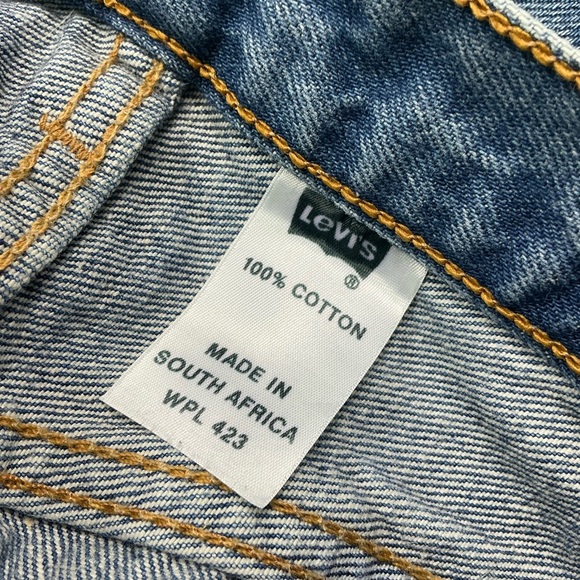 Levi's
®
100% COTTON
MADE IN
SOUTH AFRICA
WPL 423